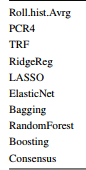 Roll.hist.Avrg
PCR4
TRF
RidgeReg
LASSO
ElasticNet
Bagging
RandomForest
Boosting
Consensus